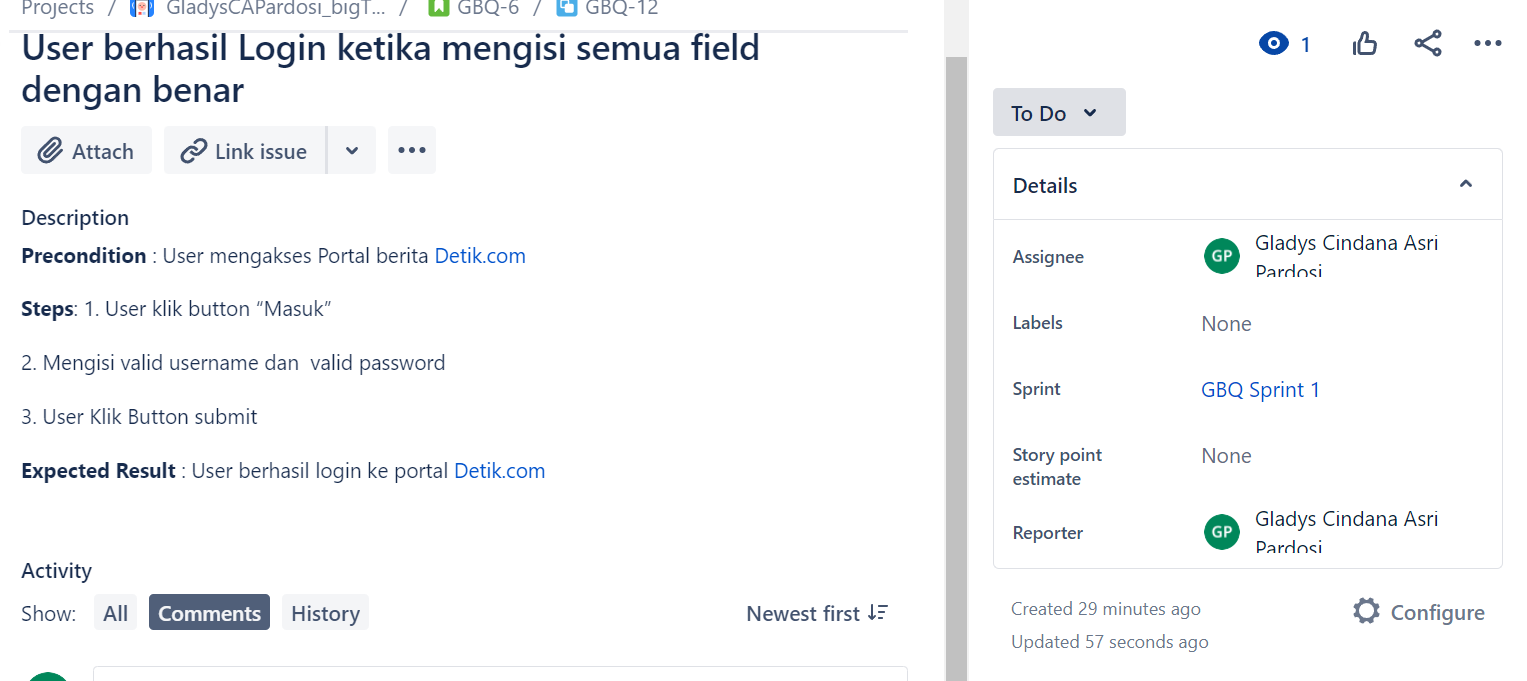 Projects / GladysCAPardosi_bigT... / GBQ-6 / GBQ-12
User berhasil Login ketika mengisi semua field
dengan benar
Attach Link issue
Description
Precondition : User mengakses Portal berita Detik.com
Steps: 1. User klik button “Masuk”
2. Mengisi valid username dan  valid password
3. User Klik Button submit
Expected Result : User berhasil login ke portal Detik.com
Activity
Show: All Comments History Newest first
1
To Do
Details
Assignee GP Gladys Cindana Asri
Pardosi
Labels None
Sprint GBQ Sprint 1
Story point
estimate None
Reporter GP Gladys Cindana Asri
Pardosi
Created 29 minutes ago
Updated 57 seconds ago
Configure